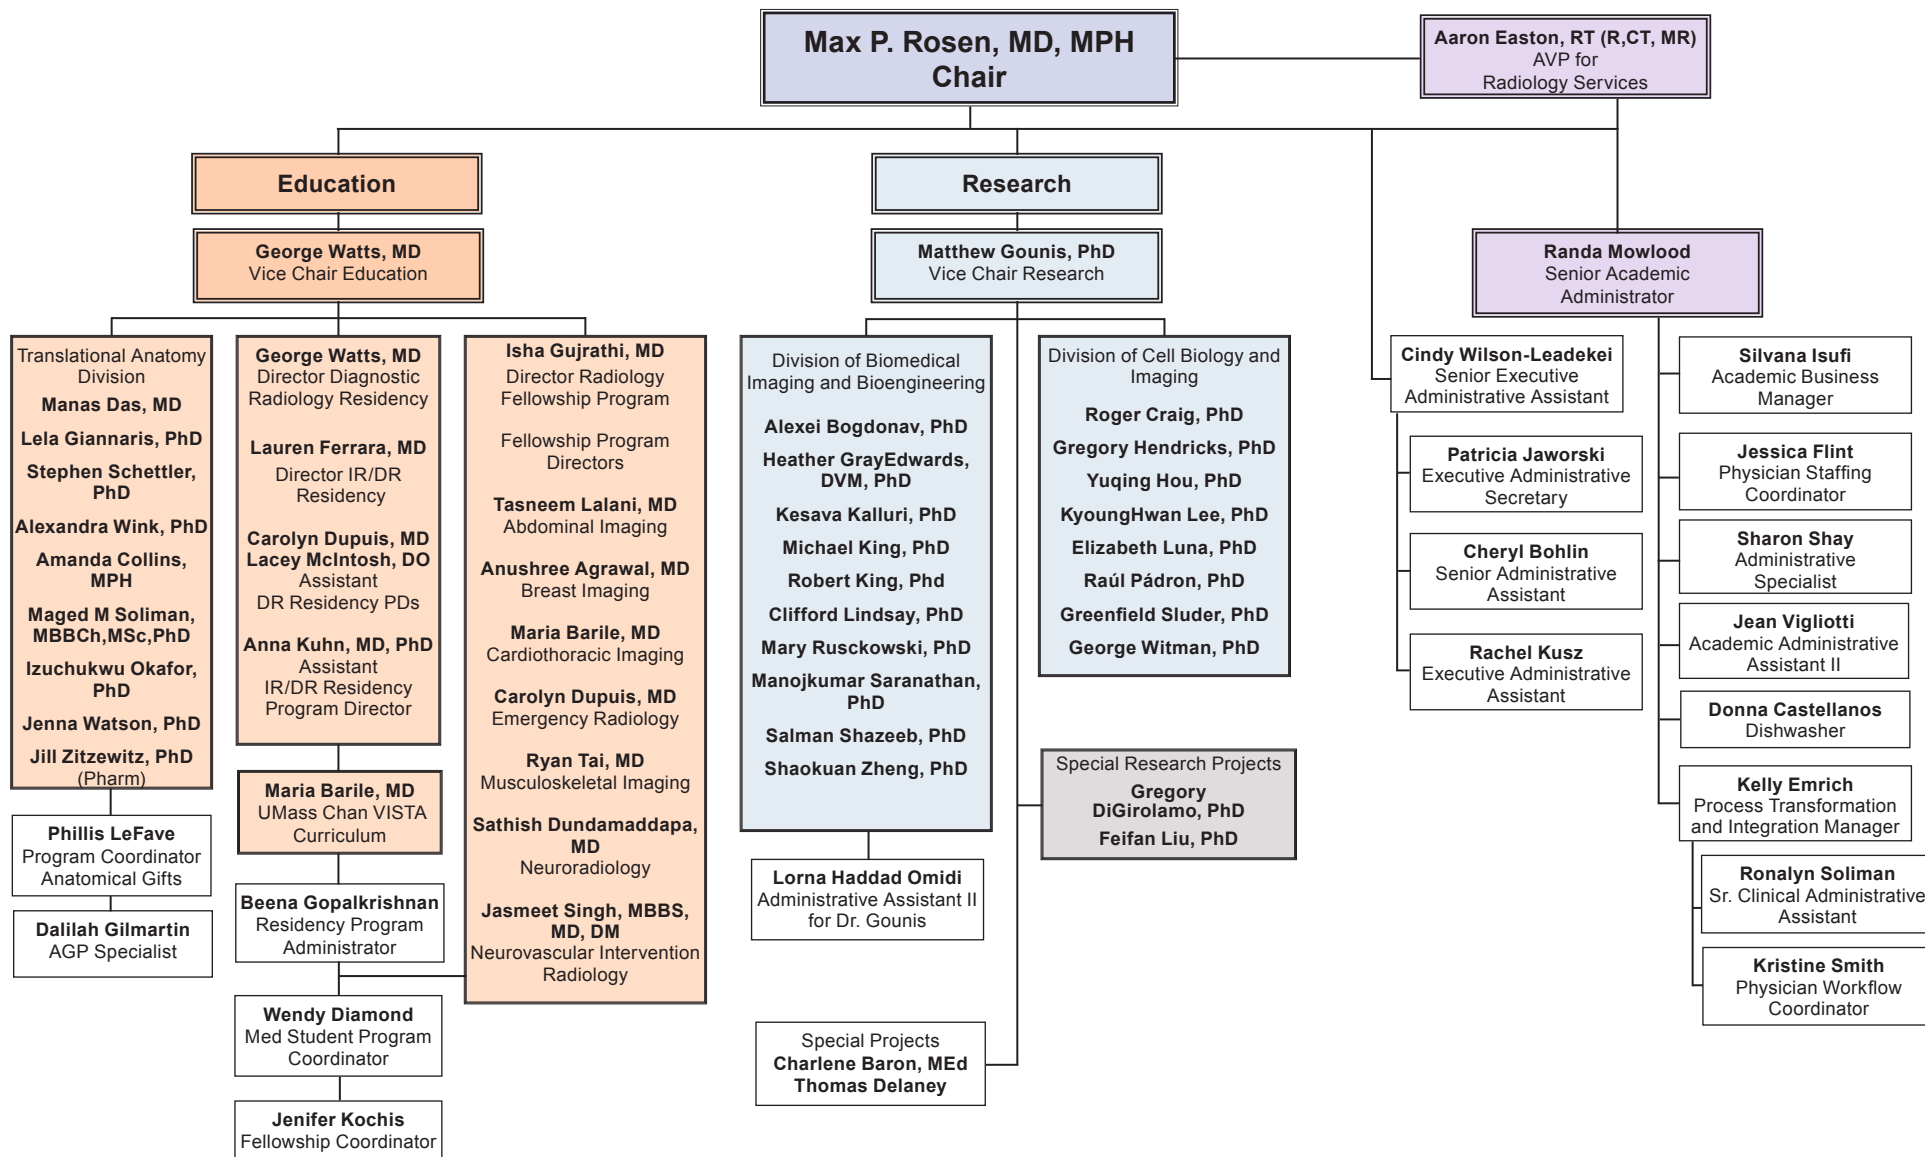 Max P. Rosen, MD, MPH
Chair
Aaron Easton, RT (R,CT, MR)
AVP for
Radiology Services
Education
George Watts, MD
Vice Chair Education
Research
Matthew Gounis, PhD
Vice Chair Research
Randa Mowlood
Senior Academic
Administrator
Translational Anatomy
Division
Manas Das, MD
Lela Giannaris, PhD
Stephen Schettler,
PhD
Alexandra Wink, PhD
Amanda Collins,
MPH
Maged M Soliman,
MBBCh,MSc,PhD
Izuchukwu Okafor,
PhD
Jenna Watson, PhD
Jill Zitzewitz, PhD
(Pharm)
Phillis LeFave
Program Coordinator
Anatomical Gifts
Dalilah Gilmartin
AGP Specialist
George Watts, MD
Director Diagnostic
Radiology Residency
Lauren Ferrara, MD
Director IR/DR
Residency
Carolyn Dupuis, MD
Lacey McIntosh, DO
Assistant
DR Residency PDs
Anna Kuhn, MD, PhD
Assistant
IR/DR Residency
Program Director
Maria Barile, MD
UMass Chan VISTA
Curriculum
Beena Gopalkrishnan
Residency Program
Administrator
Wendy Diamond
Med Student Program
Coordinator
Jenifer Kochis
Fellowship Coordinator
Isha Gujrathi, MD
Director Radiology
Fellowship Program
Fellowship Program
Directors
Tasneem Lalani, MD
Abdominal Imaging
Anushree Agrawal, MD
Breast Imaging
Maria Barile, MD
Cardiothoracic Imaging
Carolyn Dupuis, MD
Emergency Radiology
Ryan Tai, MD
Musculoskeletal Imaging
Sathish Dundamaddapa,
MD
Neuroradiology
Jasmeet Singh, MBBS,
MD, DM
Neurovascular Intervention
Radiology
Division of Biomedical
Imaging and Bioengineering
Alexei Bogdonav, PhD
Heather GrayEdwards,
DVM, PhD
Kesava Kalluri, PhD
Michael King, PhD
Robert King, Phd
Clifford Lindsay, PhD
Mary Rusckowski, PhD
Manojkumar Saranathan,
PhD
Salman Shazeeb, PhD
Shaokuan Zheng, PhD
Lorna Haddad Omidi
Administrative Assistant II
for Dr. Gounis
Division of Cell Biology and
Imaging
Roger Craig, PhD
Gregory Hendricks, PhD
Yuqing Hou, PhD
KyoungHwan Lee, PhD
Elizabeth Luna, PhD
Raúl Pádron, PhD
Greenfield Sluder, PhD
George Witman, PhD
Special Research Projects
Gregory
DiGirolamo, PhD
Feifan Liu, PhD
Special Projects
Charlene Baron, MEd
Thomas Delaney
Cindy Wilson-Leadekei
Senior Executive
Administrative Assistant
Patricia Jaworski
Executive Administrative
Secretary
Cheryl Bohlin
Senior Administrative
Assistant
Rachel Kusz
Executive Administrative
Assistant
Silvana Isufi
Academic Business
Manager
Jessica Flint
Physician Staffing
Coordinator
Sharon Shay
Administrative
Specialist
Jean Vigliotti
Academic Administrative
Assistant II
Donna Castellanos
Dishwasher
Kelly Emrich
Process Transformation
and Integration Manager
Ronalyn Soliman
Sr. Clinical Administrative
Assistant
Kristine Smith
Physician Workflow
Coordinator